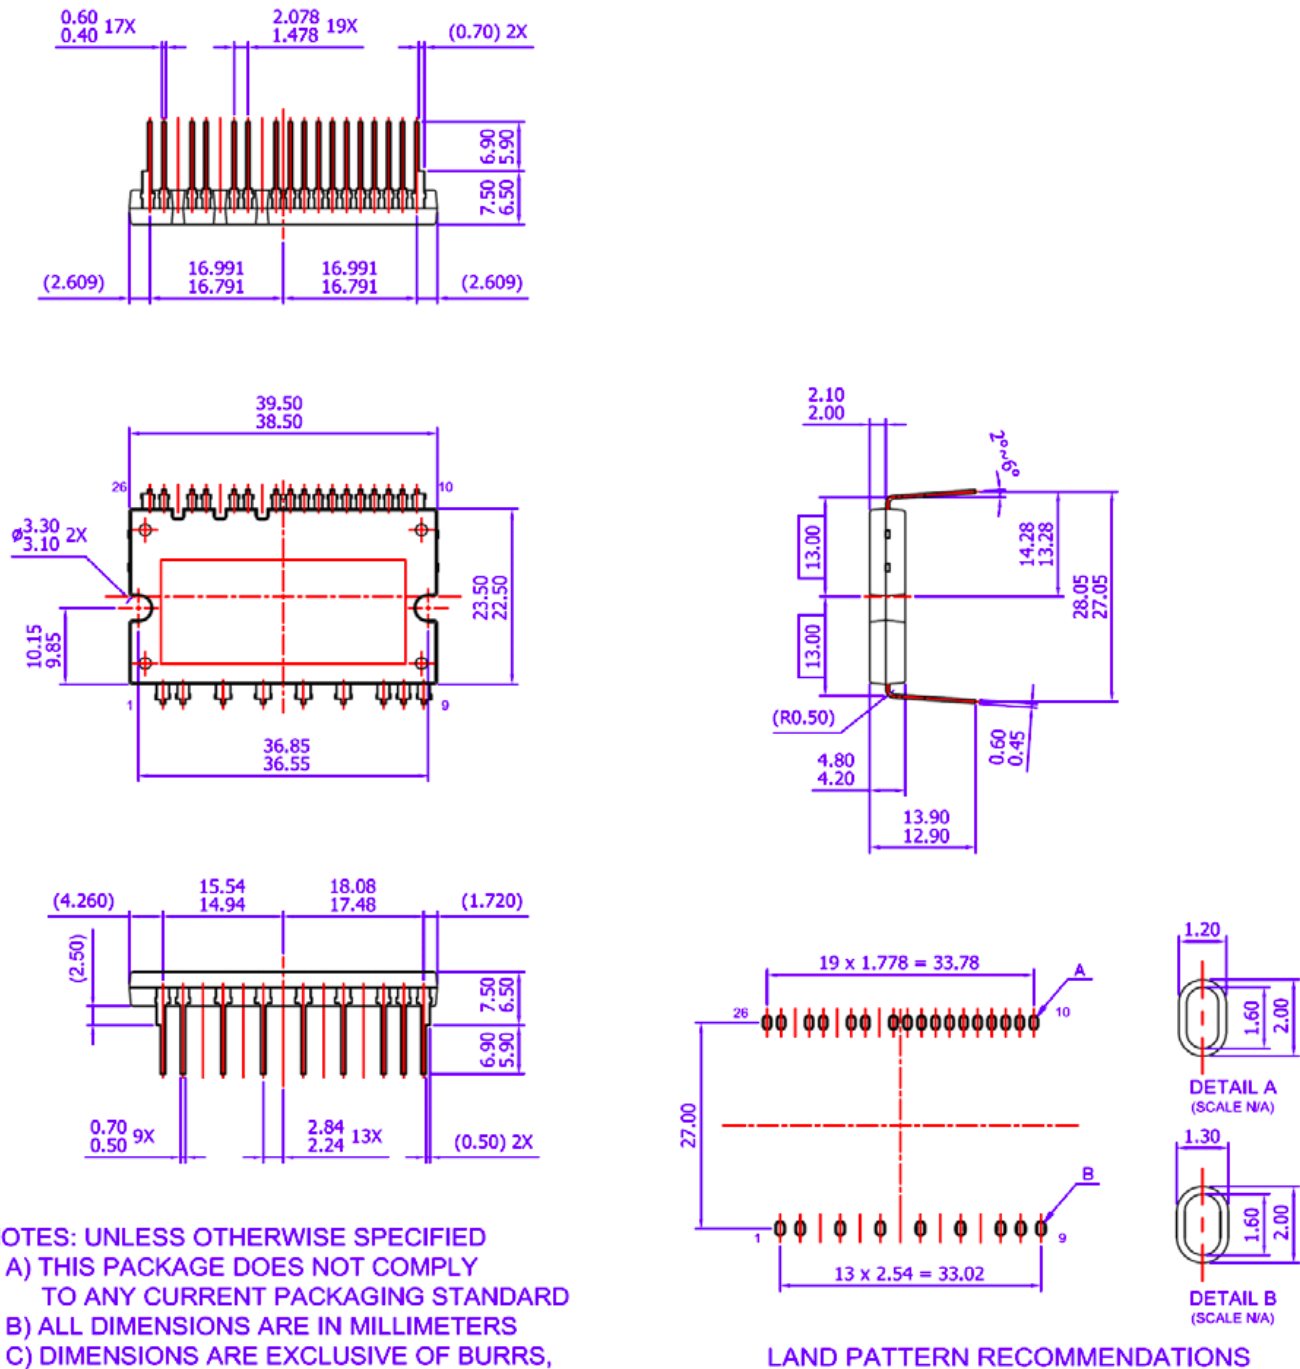 0.60
0.40 17X
2.078
1.478 19X
(0.70) 2X
6.90
5.90
7.50
6.50
(2.609)
16.991
16.791
16.991
16.791
(2.609)
39.50
38.50
26
10
ø3.30
3.10 2X
10.15
9.85
23.50
22.50
1
9
36.85
36.55
2.10
2.00
2°~6°
13.00
13.00
14.28
13.28
28.05
27.05
(R0.50)
0.60
0.45
4.80
4.20
13.90
12.90
(4.260)
15.54
14.94
18.08
17.48
(1.720)
(2.50)
7.50
6.50
6.90
5.90
0.70
0.50 9X
2.84
2.24 13X
(0.50) 2X
19 x 1.778 = 33.78
A
26
10
27.00
B
1
9
13 x 2.54 = 33.02
1.20
1.60
2.00
DETAIL A
(SCALE N/A)
1.30
1.60
2.00
DETAIL B
(SCALE N/A)
OTES: UNLESS OTHERWISE SPECIFIED
A) THIS PACKAGE DOES NOT COMPLY
TO ANY CURRENT PACKAGING STANDARD
B) ALL DIMENSIONS ARE IN MILLIMETERS
C) DIMENSIONS ARE EXCLUSIVE OF BURRS,
LAND PATTERN RECOMMENDATIONS